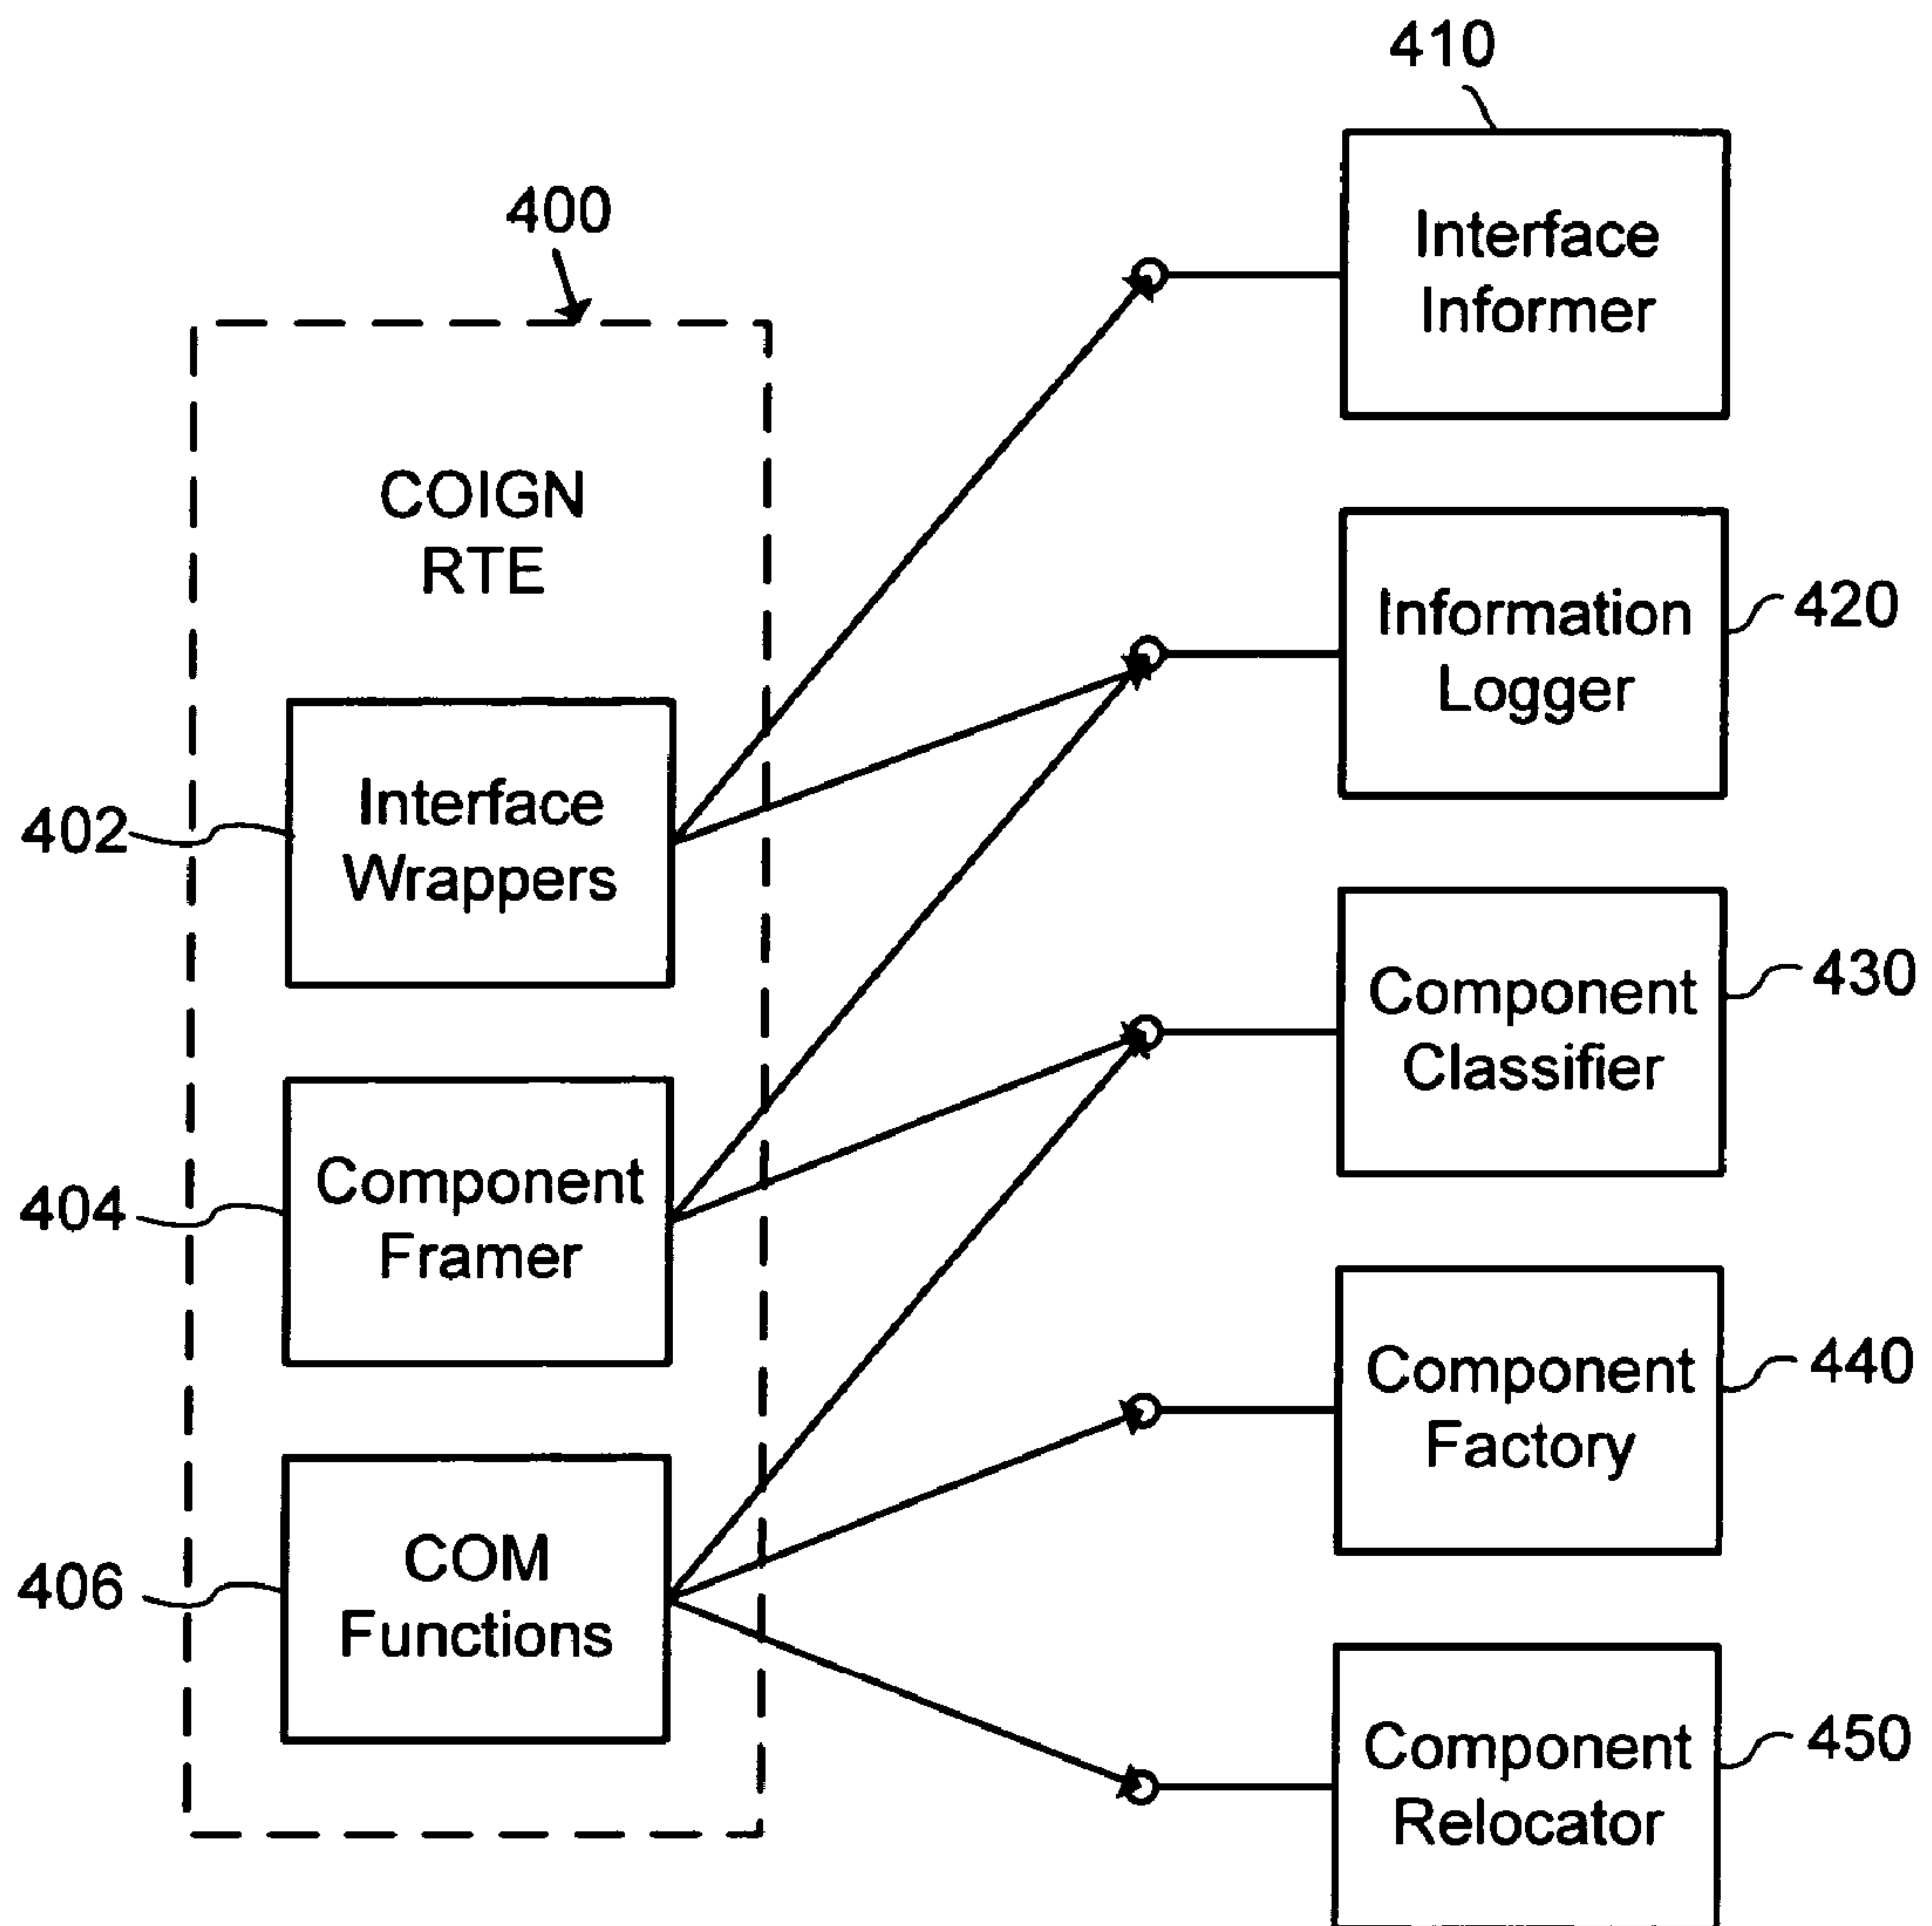 410
Interface
Informer
400
COIGN
RTE
Information
Logger
420
Interface
Wrappers
402
Component
Classifier
430
Component
Framer
404
Component
Factory
440
COM
Functions
406
Component
Relocator
450